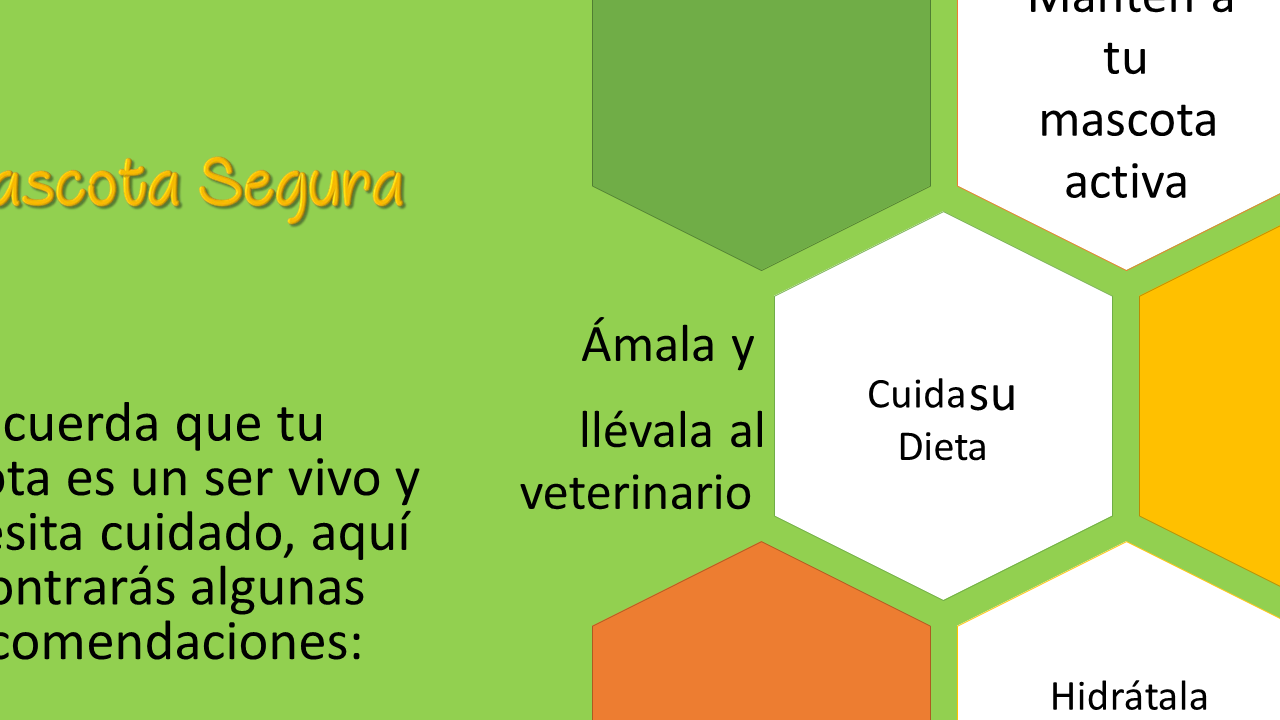 ascota Segura
cuerda que tu
ota es un ser vivo y
esita cuidado, aquí
ontrarás algunas
comendaciones:
Mantén a
tu
mascota
activa
Ámala y
llévala al
veterinario
Cuida su
Dieta
Hidrátala